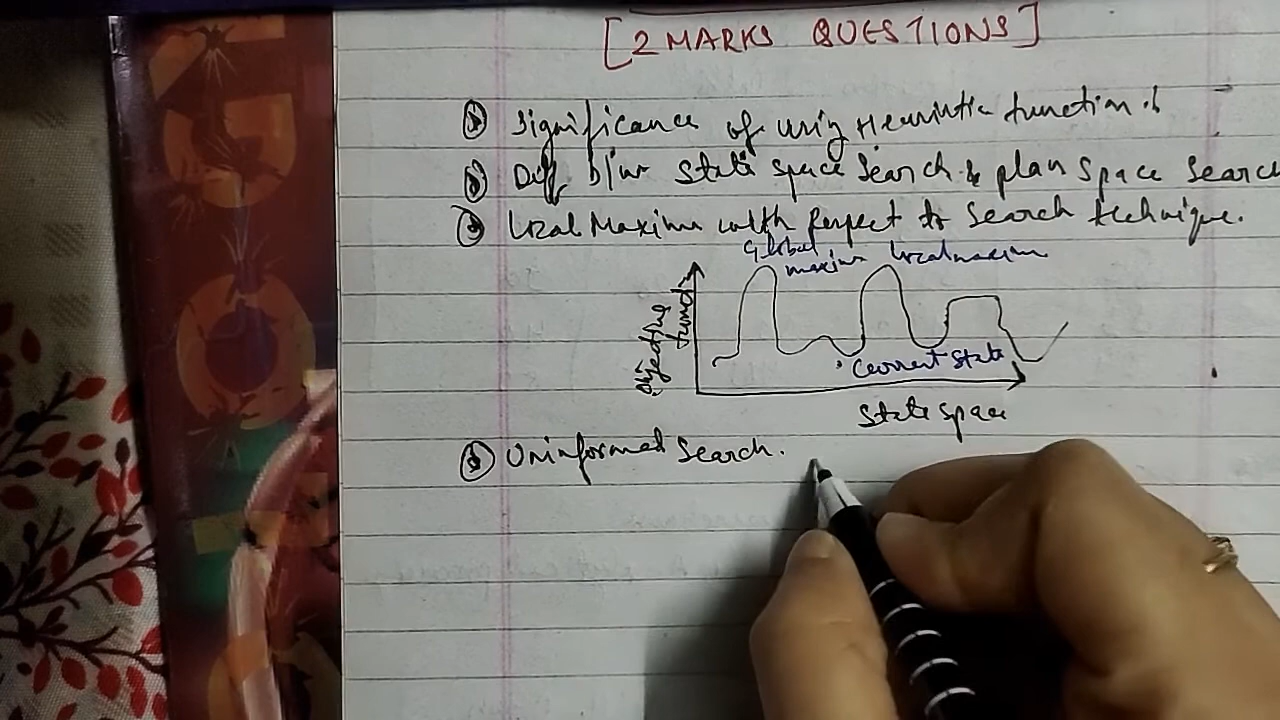 [2 MARKS QUESTIONS]
Significance of using Heuristic function.
Diff b/w State space Search & plan space Search
Local Maxima with Respect to Search technique.
Global maxima
Local maxima
Objective funct
Current State
State space
Uninformed Search.